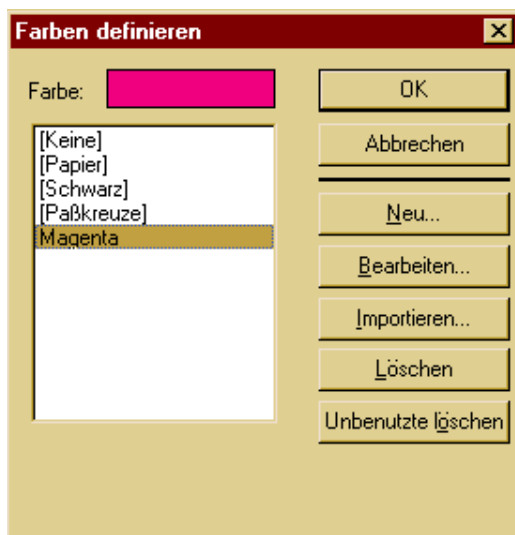 Farben definieren
Farbe:
[Keine]
[Papier]
[Schwarz]
[Paßkreuze]
Magenta
OK
Abbrechen
Neu...
Bearbeiten...
Importieren...
Löschen
Unbenutzte löschen